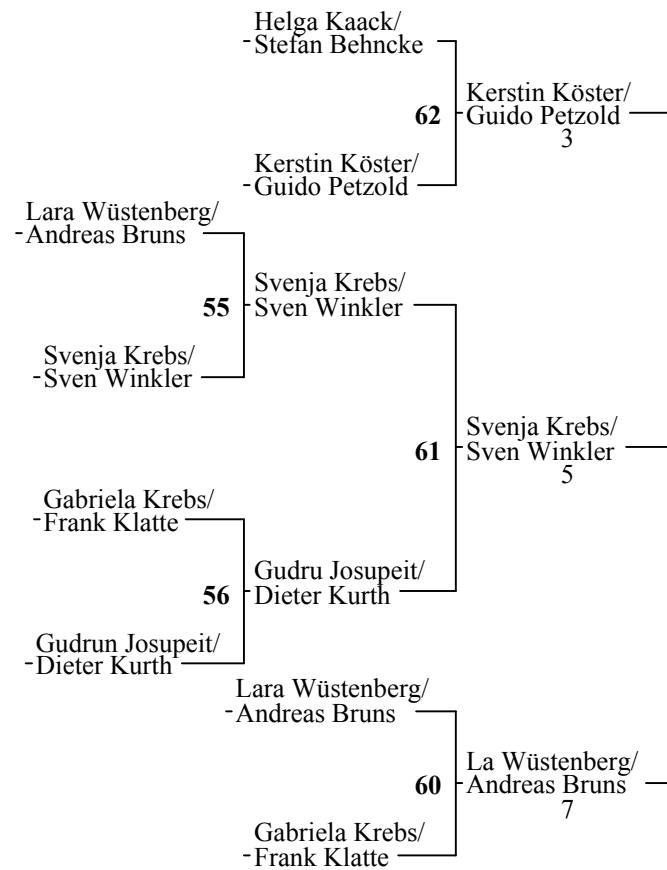 Helga Kaack/
-Stefan Behncke
62
Kerstin Köster/
-Guido Petzold
3
Kerstin Köster/
-Guido Petzold
Lara Wüstenberg/
-Andreas Bruns
55
Svenja Krebs/
-Sven Winkler
Svenja Krebs/
-Sven Winkler
61
Svenja Krebs/
-Sven Winkler
5
Gabriela Krebs/
-Frank Klatte
56
Gudru Josupeit/
-Dieter Kurth
Gudrun Josupeit/
-Dieter Kurth
Lara Wüstenberg/
-Andreas Bruns
60
La Wüstenberg/
-Andreas Bruns
7
Gabriela Krebs/
-Frank Klatte